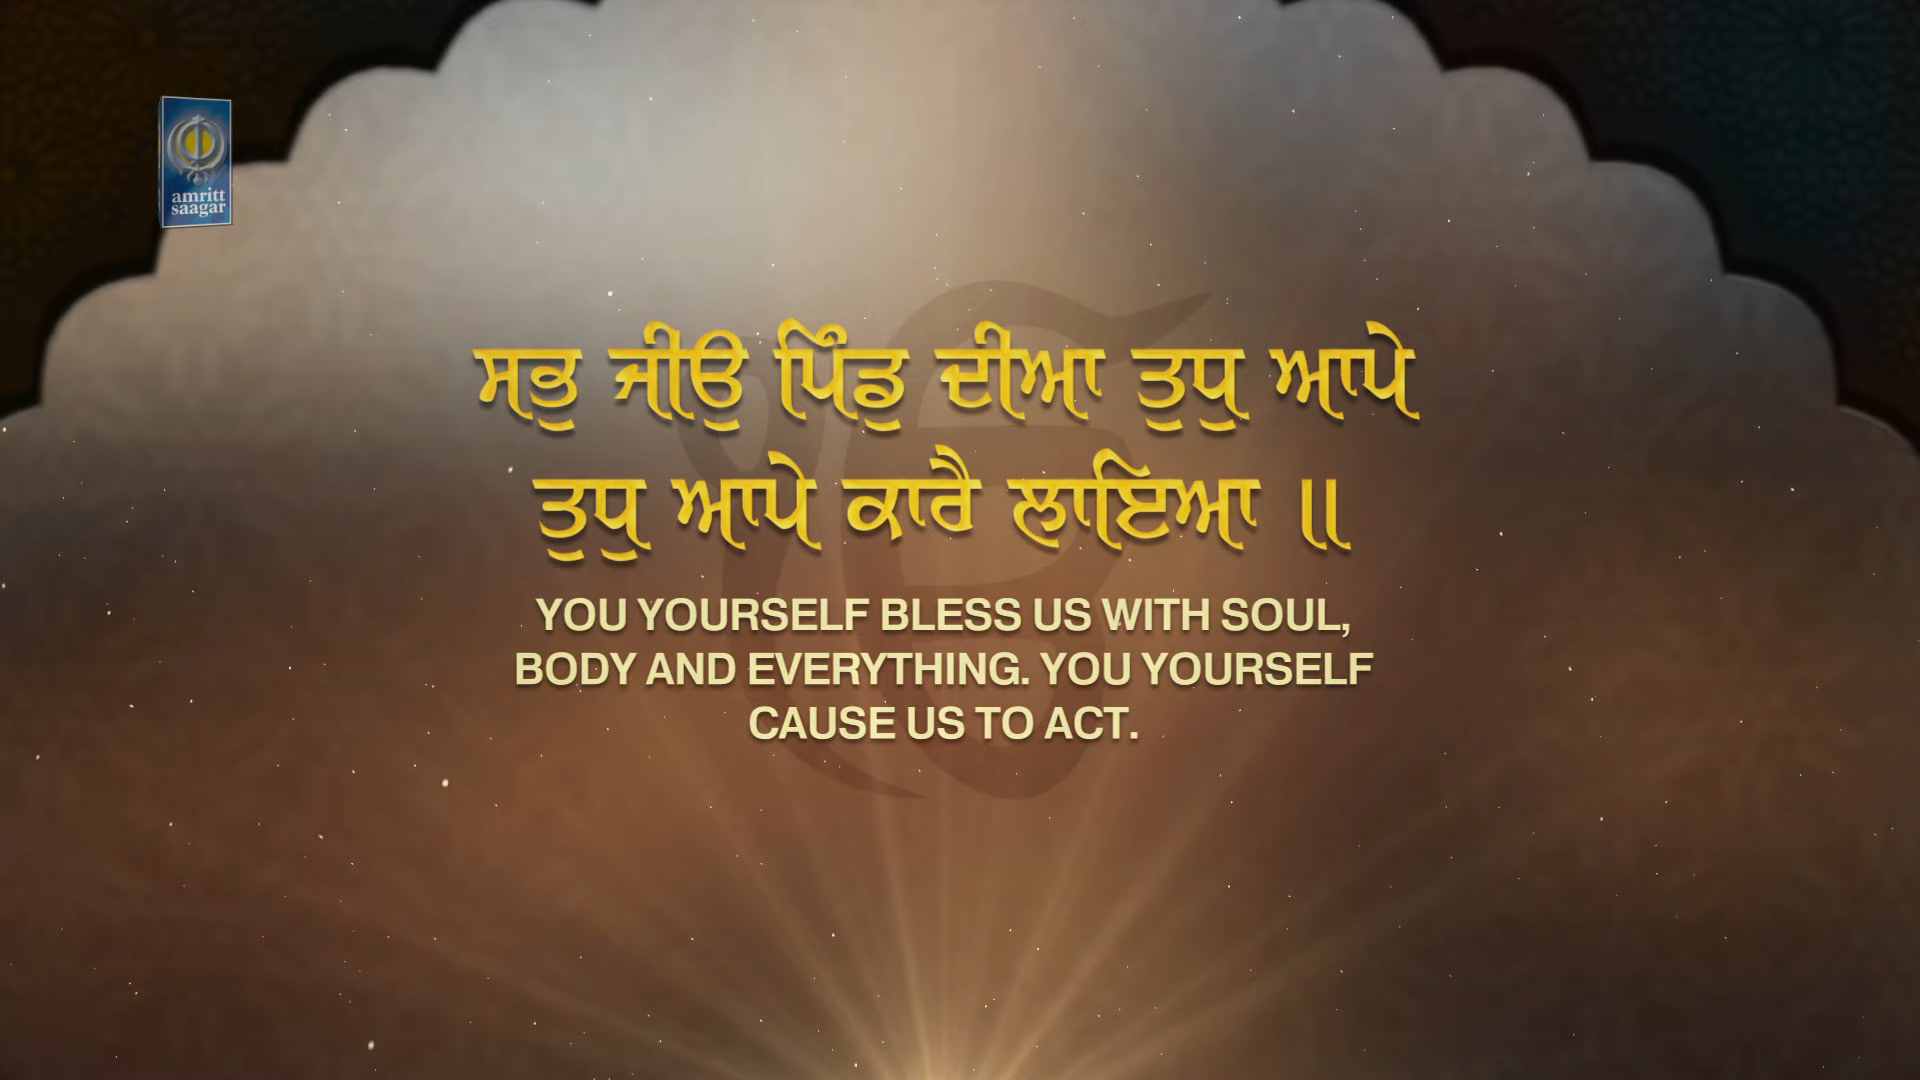 amritt
saagar
ਸਭੁ ਜੀਉ ਪਿੰਡੁ ਦੀਆ ਤੁਧੁ ਆਪੇ
ਤੁਧੁ ਆਪੇ ਕਾਰੈ ਲਾਇਆ ॥
YOU YOURSELF BLESS US WITH SOUL,
BODY AND EVERYTHING. YOU YOURSELF
CAUSE US TO ACT.